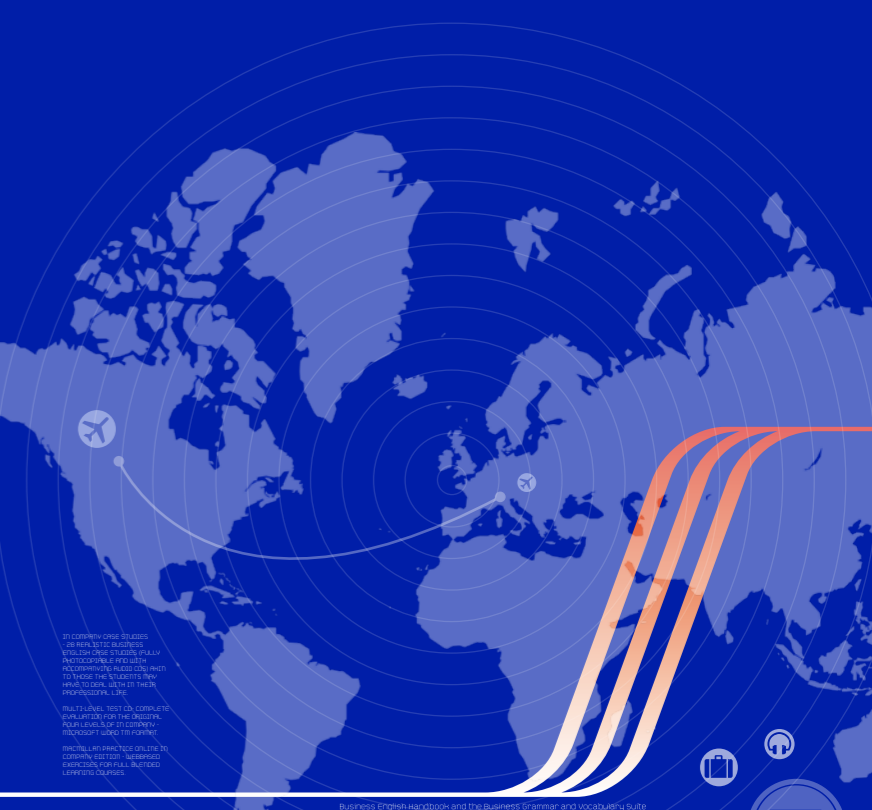 IN COMPANY CASE STUDIES
- 28 REALISTIC BUSINESS
ENGLISH CASE STUDIES (FULLY
PHOTOCOPIABLE AND WITH
ACCOMPANYING AUDIO CDS) AKIN
TO THOSE THE STUDENTS MAY
HAVE TO DEAL WITH IN THEIR
PROFESSIONAL LIFE.
MULTI-LEVEL TEST CD: COMPLETE
EVALUATION FOR THE ORIGINAL
FOUR LEVELS OF IN COMPANY -
MICROSOFT WORD TM FORMAT.
MACMILLAN PRACTICE ONLINE IN
COMPANY EDITION - WEBBASED
EXERCISES FOR FULL BLENDED
LEARNING COURSES.
Business English Handbook and the Business Grammar and Vocabulary Suite